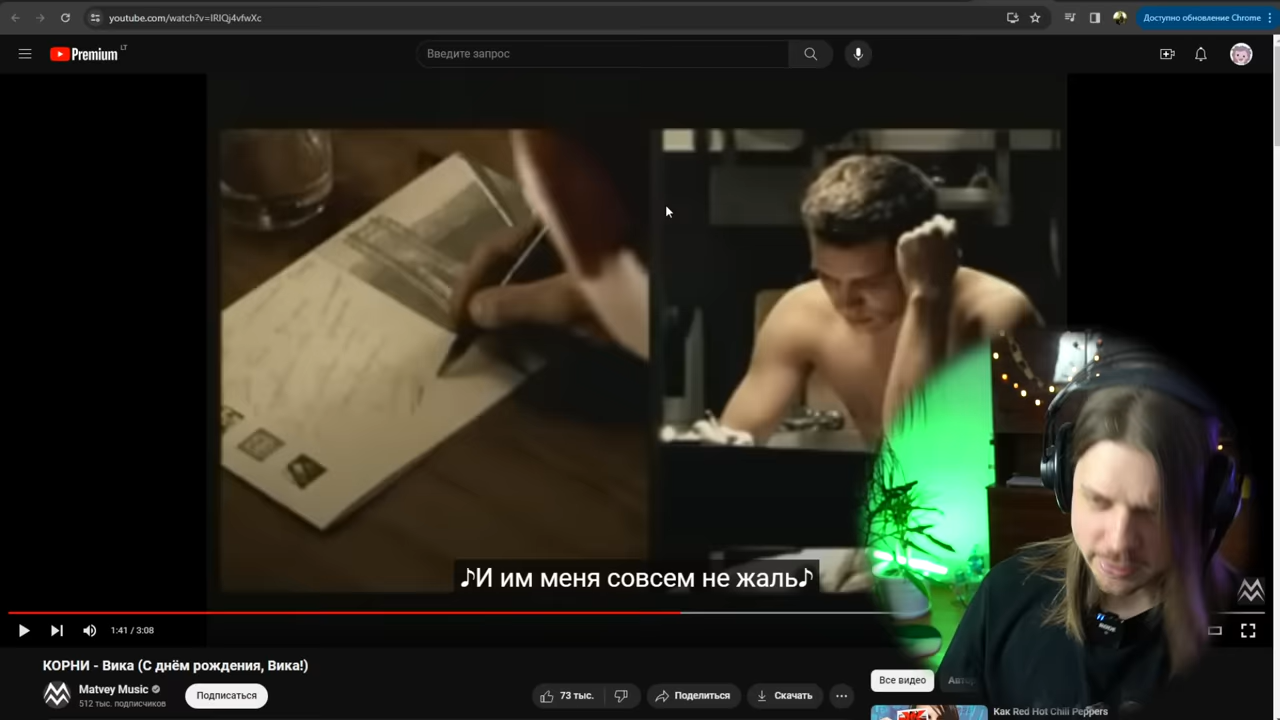 youtube.com/watch?v=lRIQj4vfwXc
Доступно обновление Chrome
Premium LT
Введите запрос
♪И им меня совсем не жаль♪
1:41 / 3:08
КОРНИ - Вика (С днём рождения, Вика!)
Matvey Music
512 тыс. подписчиков
Подписаться
73 тыс.
Поделиться
Скачать
Все видео
Как Red Hot Chili Peppers